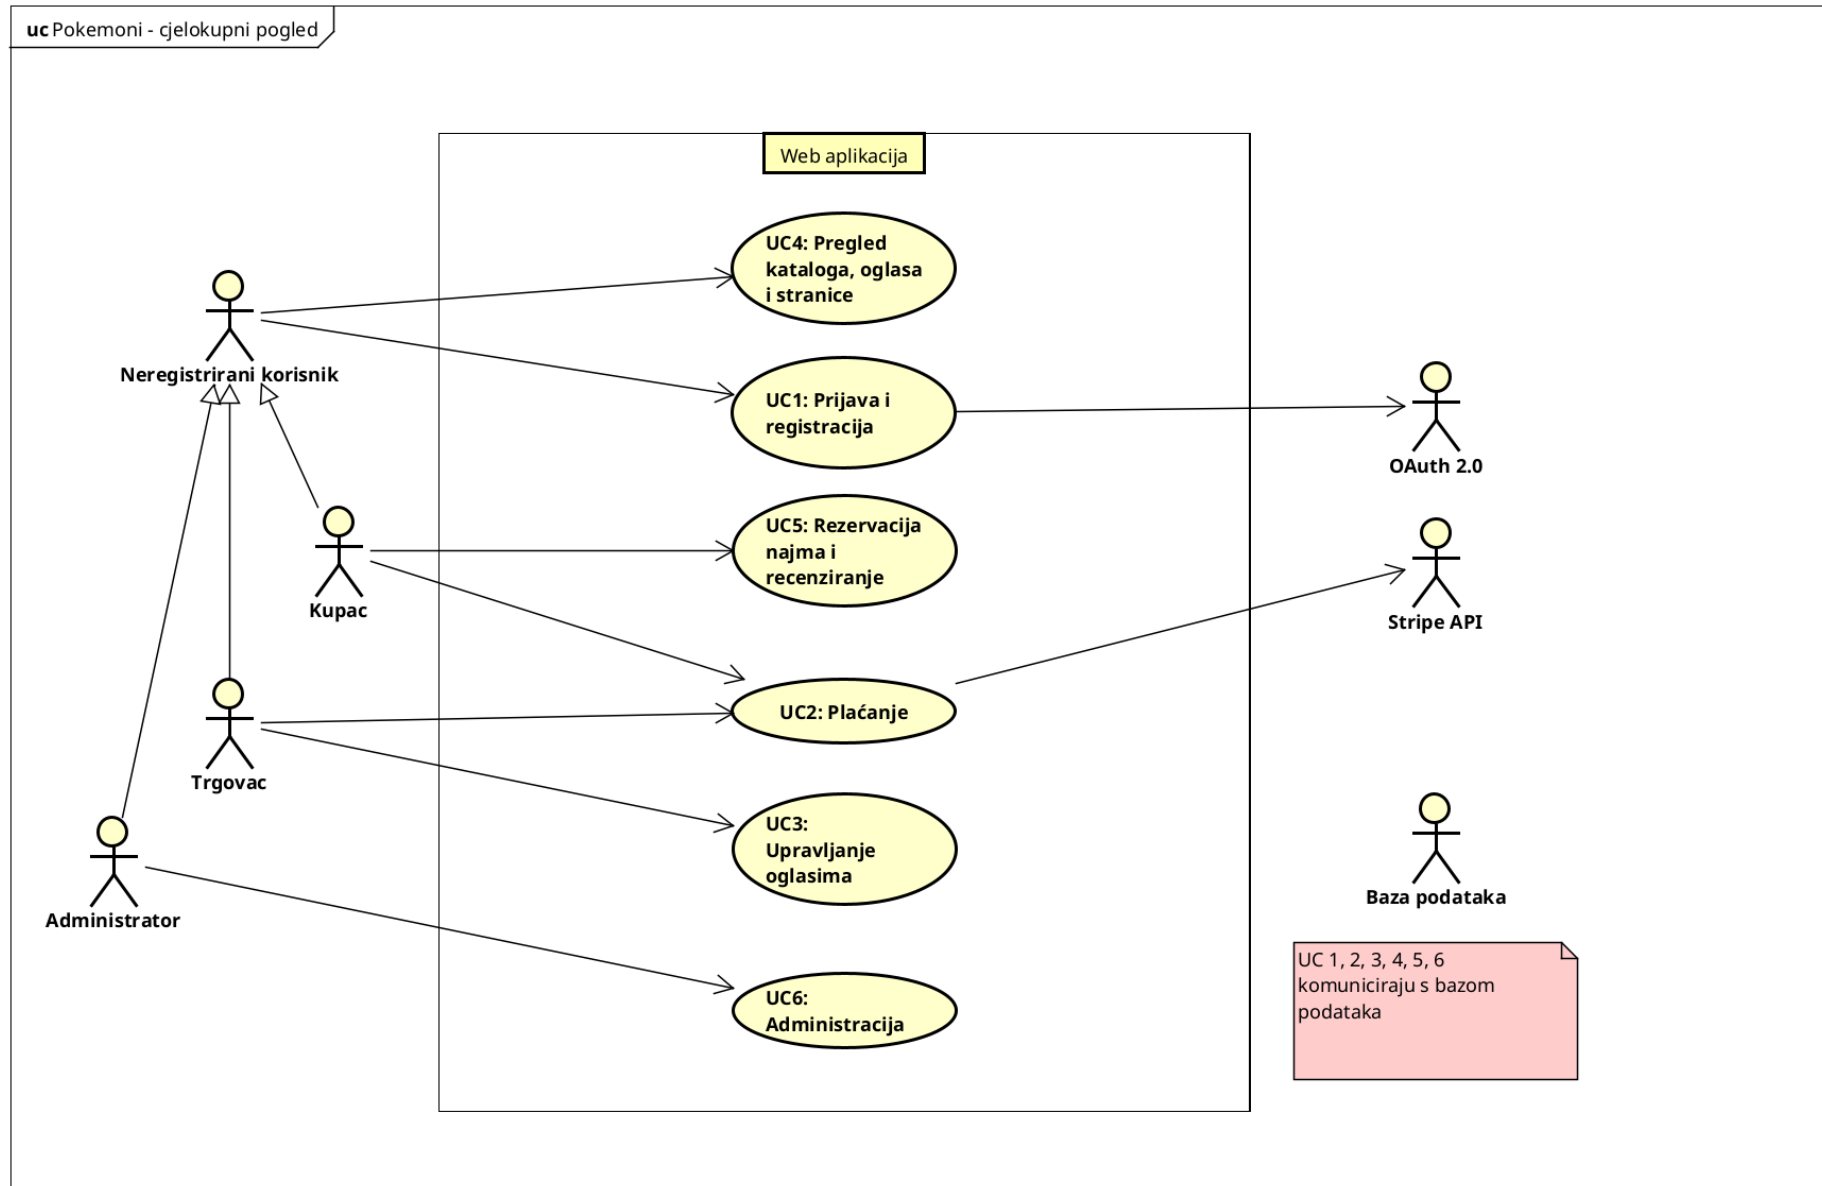 uc Pokemoni - cjelokupni pogled
Web aplikacija
UC4: Pregled
kataloga, oglasa
i stranice
Neregistrirani korisnik
UC1: Prijava i
registracija
OAuth 2.0
UC5: Rezervacija
najma i
recenziranje
Kupac
Stripe API
UC2: Plaćanje
Trgovac
UC3:
Upravljanje
oglasima
Baza podataka
Administrator
UC 1, 2, 3, 4, 5, 6
komuniciraju s bazom
podataka
UC6:
Administracija